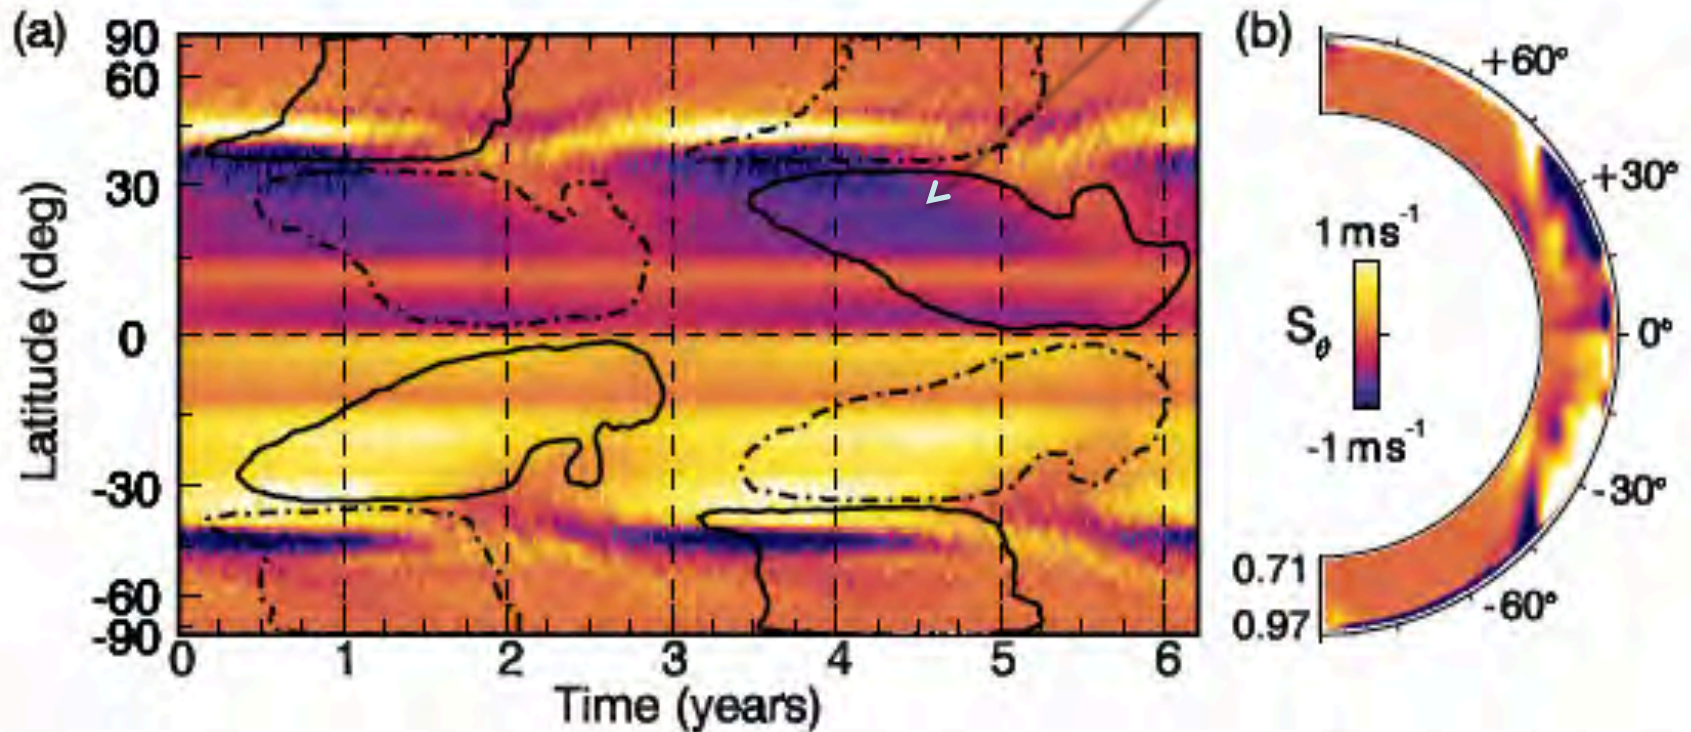 (a)
90
60
30
0
-30
-60
-90
Latitude (deg)
0 1 2 3 4 5 6
Time (years)
(b)
+60°
+30°
0°
-30°
-60°
1 ms⁻¹
Sθ
-1 ms⁻¹
0.71
0.97